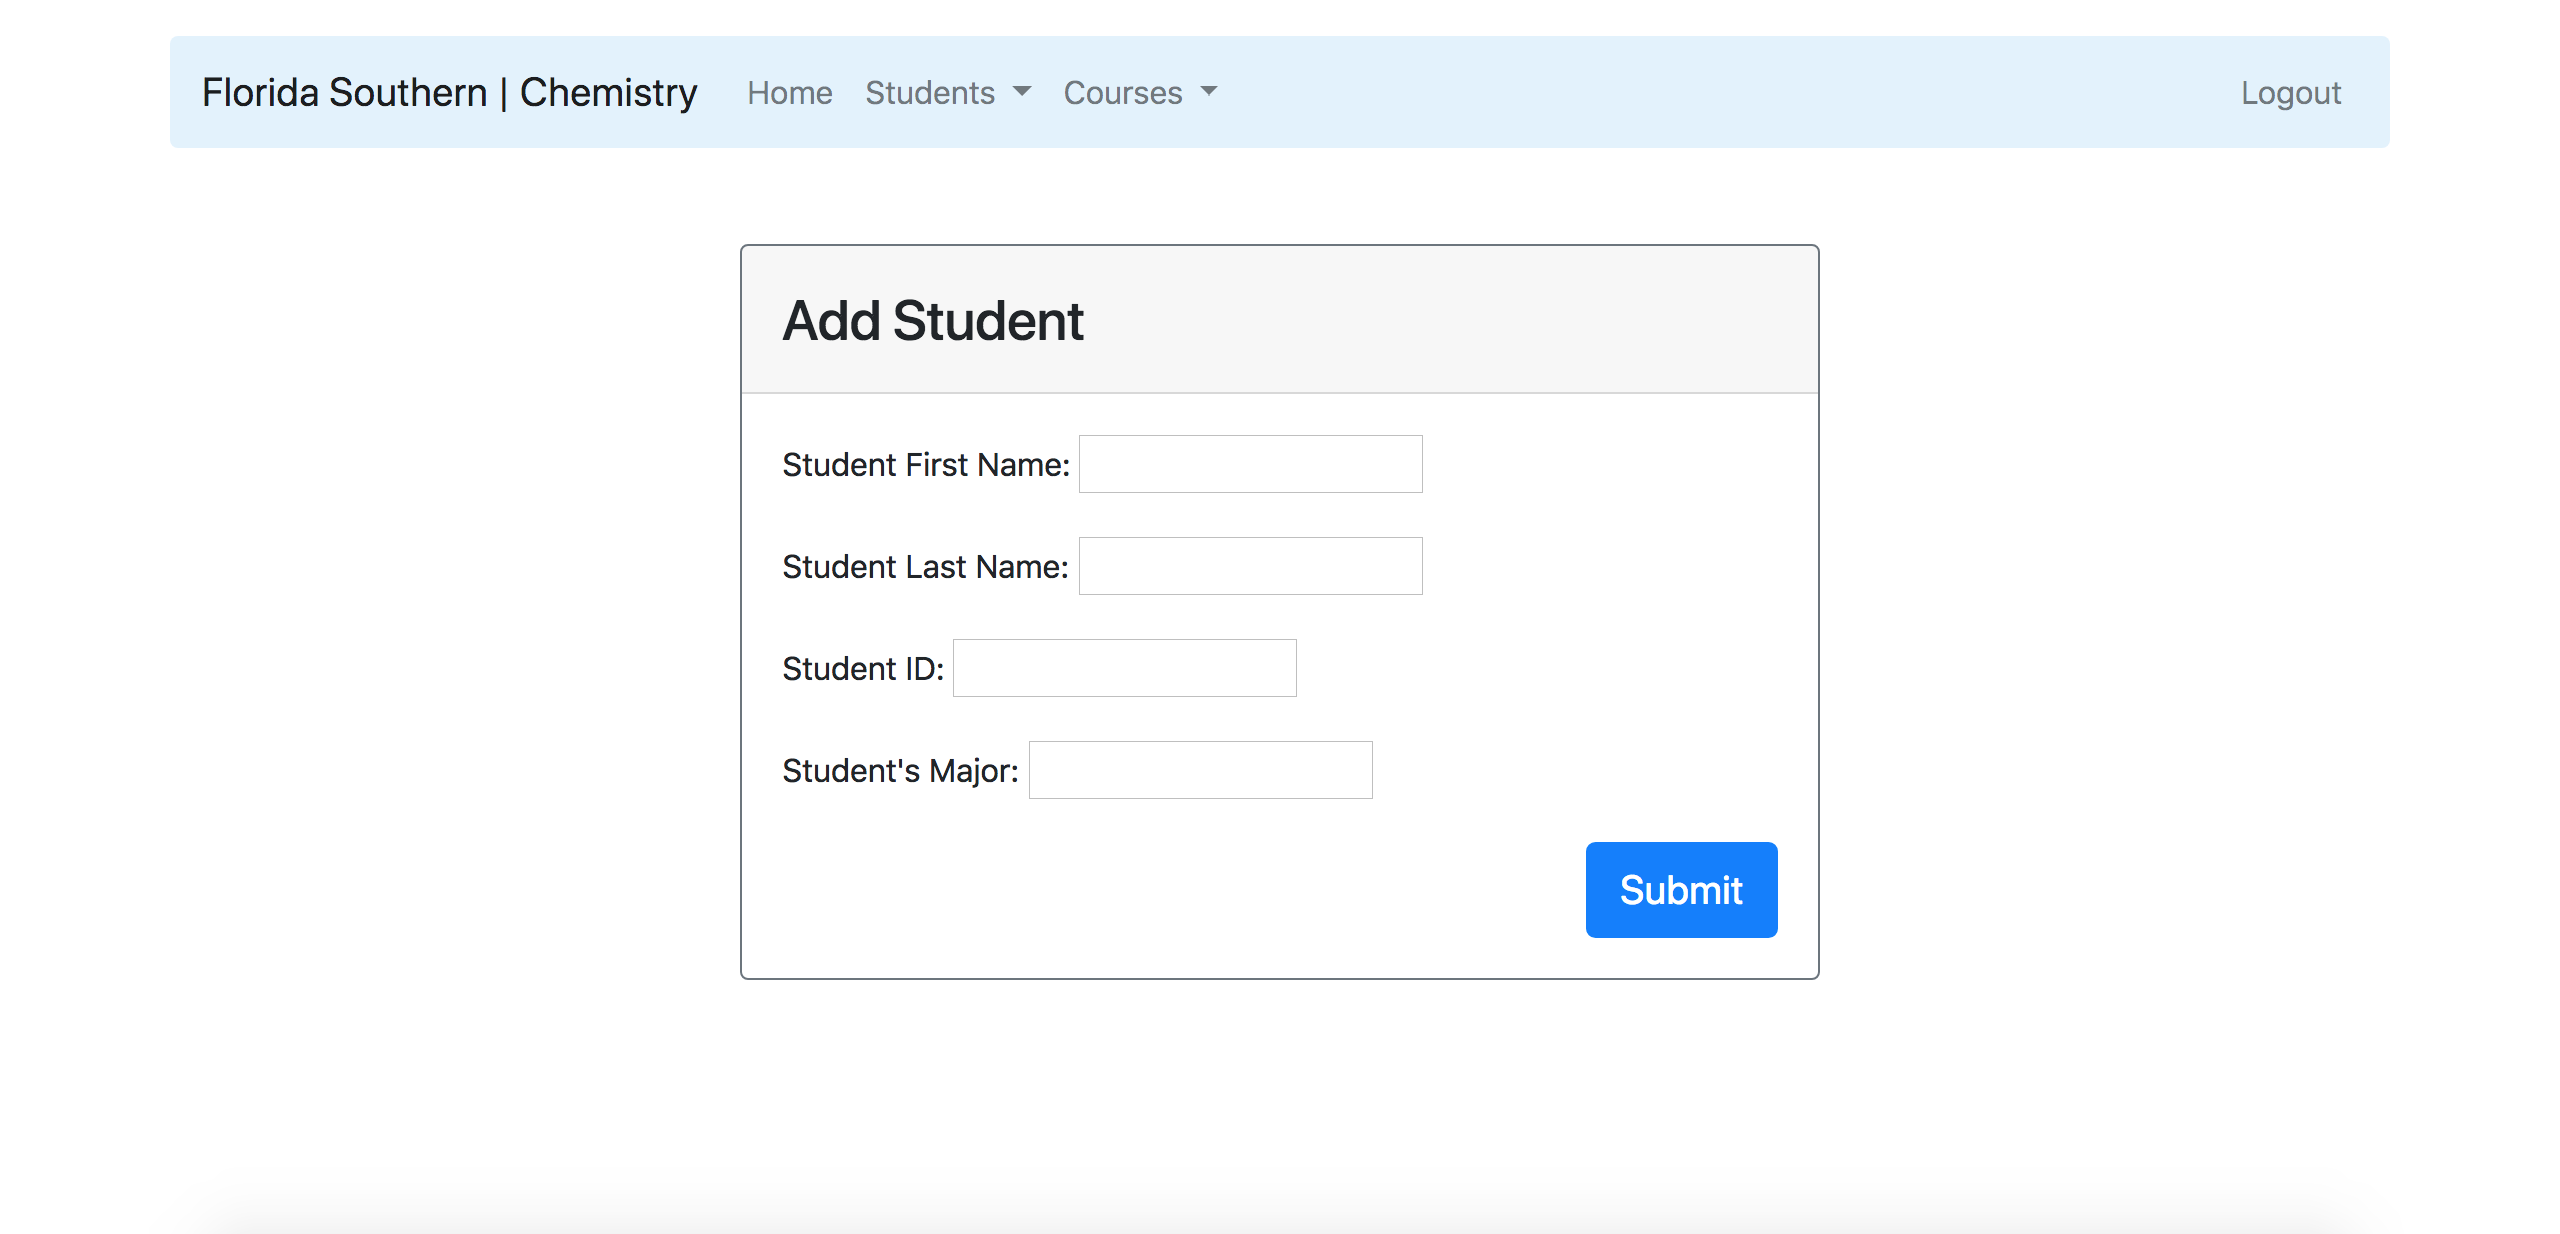 Florida Southern | Chemistry Home Students Courses Logout
Add Student
Student First Name:
Student Last Name:
Student ID:
Student's Major:
Submit